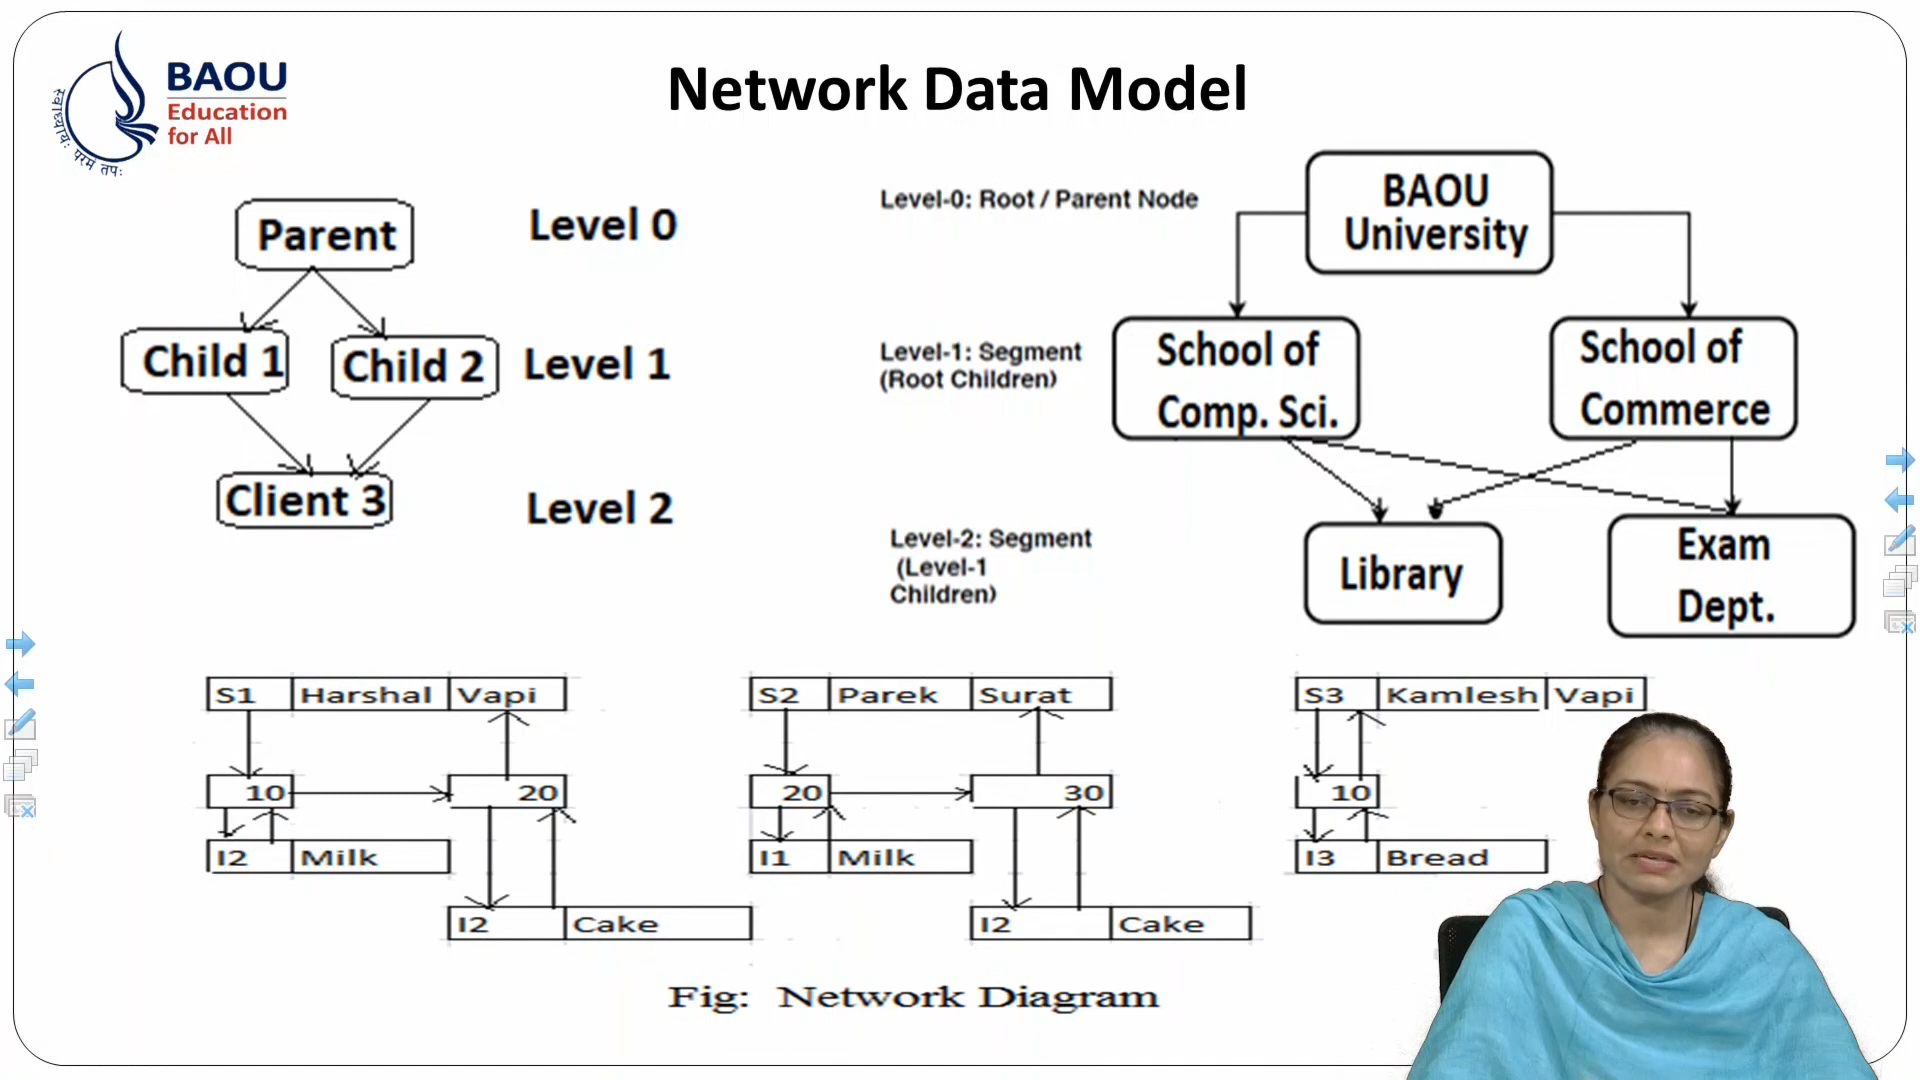 BAOU
Education
for All
स्वाध्यायः परमं तपः
Network Data Model
Parent
Level 0
Child 1
Child 2
Level 1
Client 3
Level 2
Level-0: Root / Parent Node
BAOU
University
Level-1: Segment
(Root Children)
School of
Comp. Sci.
School of
Commerce
Level-2: Segment
(Level-1
Children)
Library
Exam
Dept.
S1 Harshal Vapi
10 20
I2 Milk
I2 Cake
S2 Parek Surat
20 30
I1 Milk
I2 Cake
S3 Kamlesh Vapi
10
I3 Bread
Fig: Network Diagram